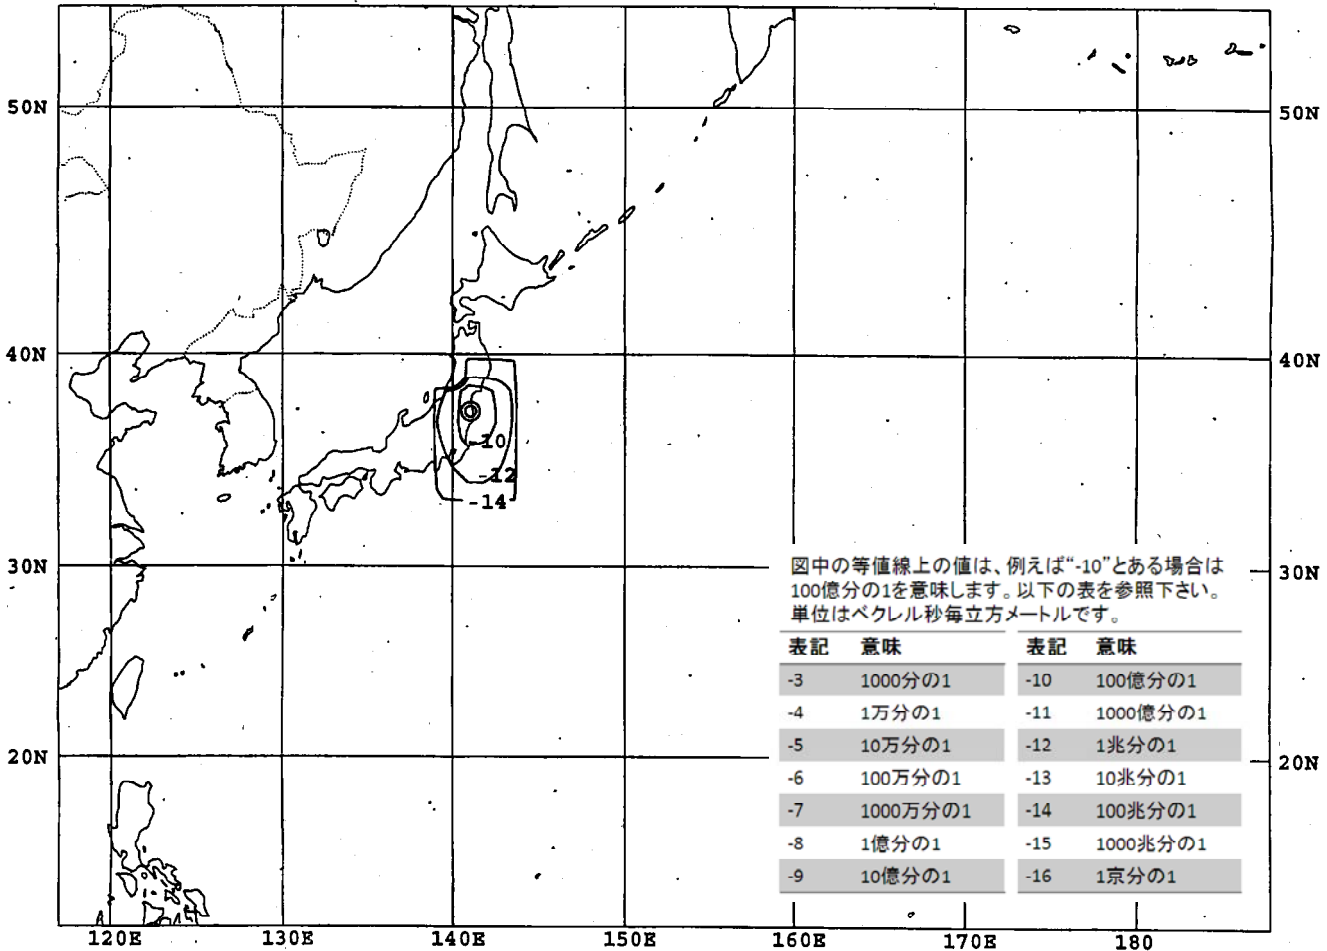 50N
50N
40N
40N
-10
-12
-14
図中の等値線上の値は、例えば“-10”とある場合は
100億分の1を意味します。以下の表を参照下さい。
単位はベクレル秒毎立方メートルです。
30N
30N
表記 意味 表記 意味
-3 1000分の1 -10 100億分の1
-4 1万分の1 -11 1000億分の1
-5 10万分の1 -12 1兆分の1
-6 100万分の1 -13 10兆分の1
-7 1000万分の1 -14 100兆分の1
-8 1億分の1 -15 1000兆分の1
-9 10億分の1 -16 1京分の1
20N
20N
120E 130E 140E 150E 160E 170E 180